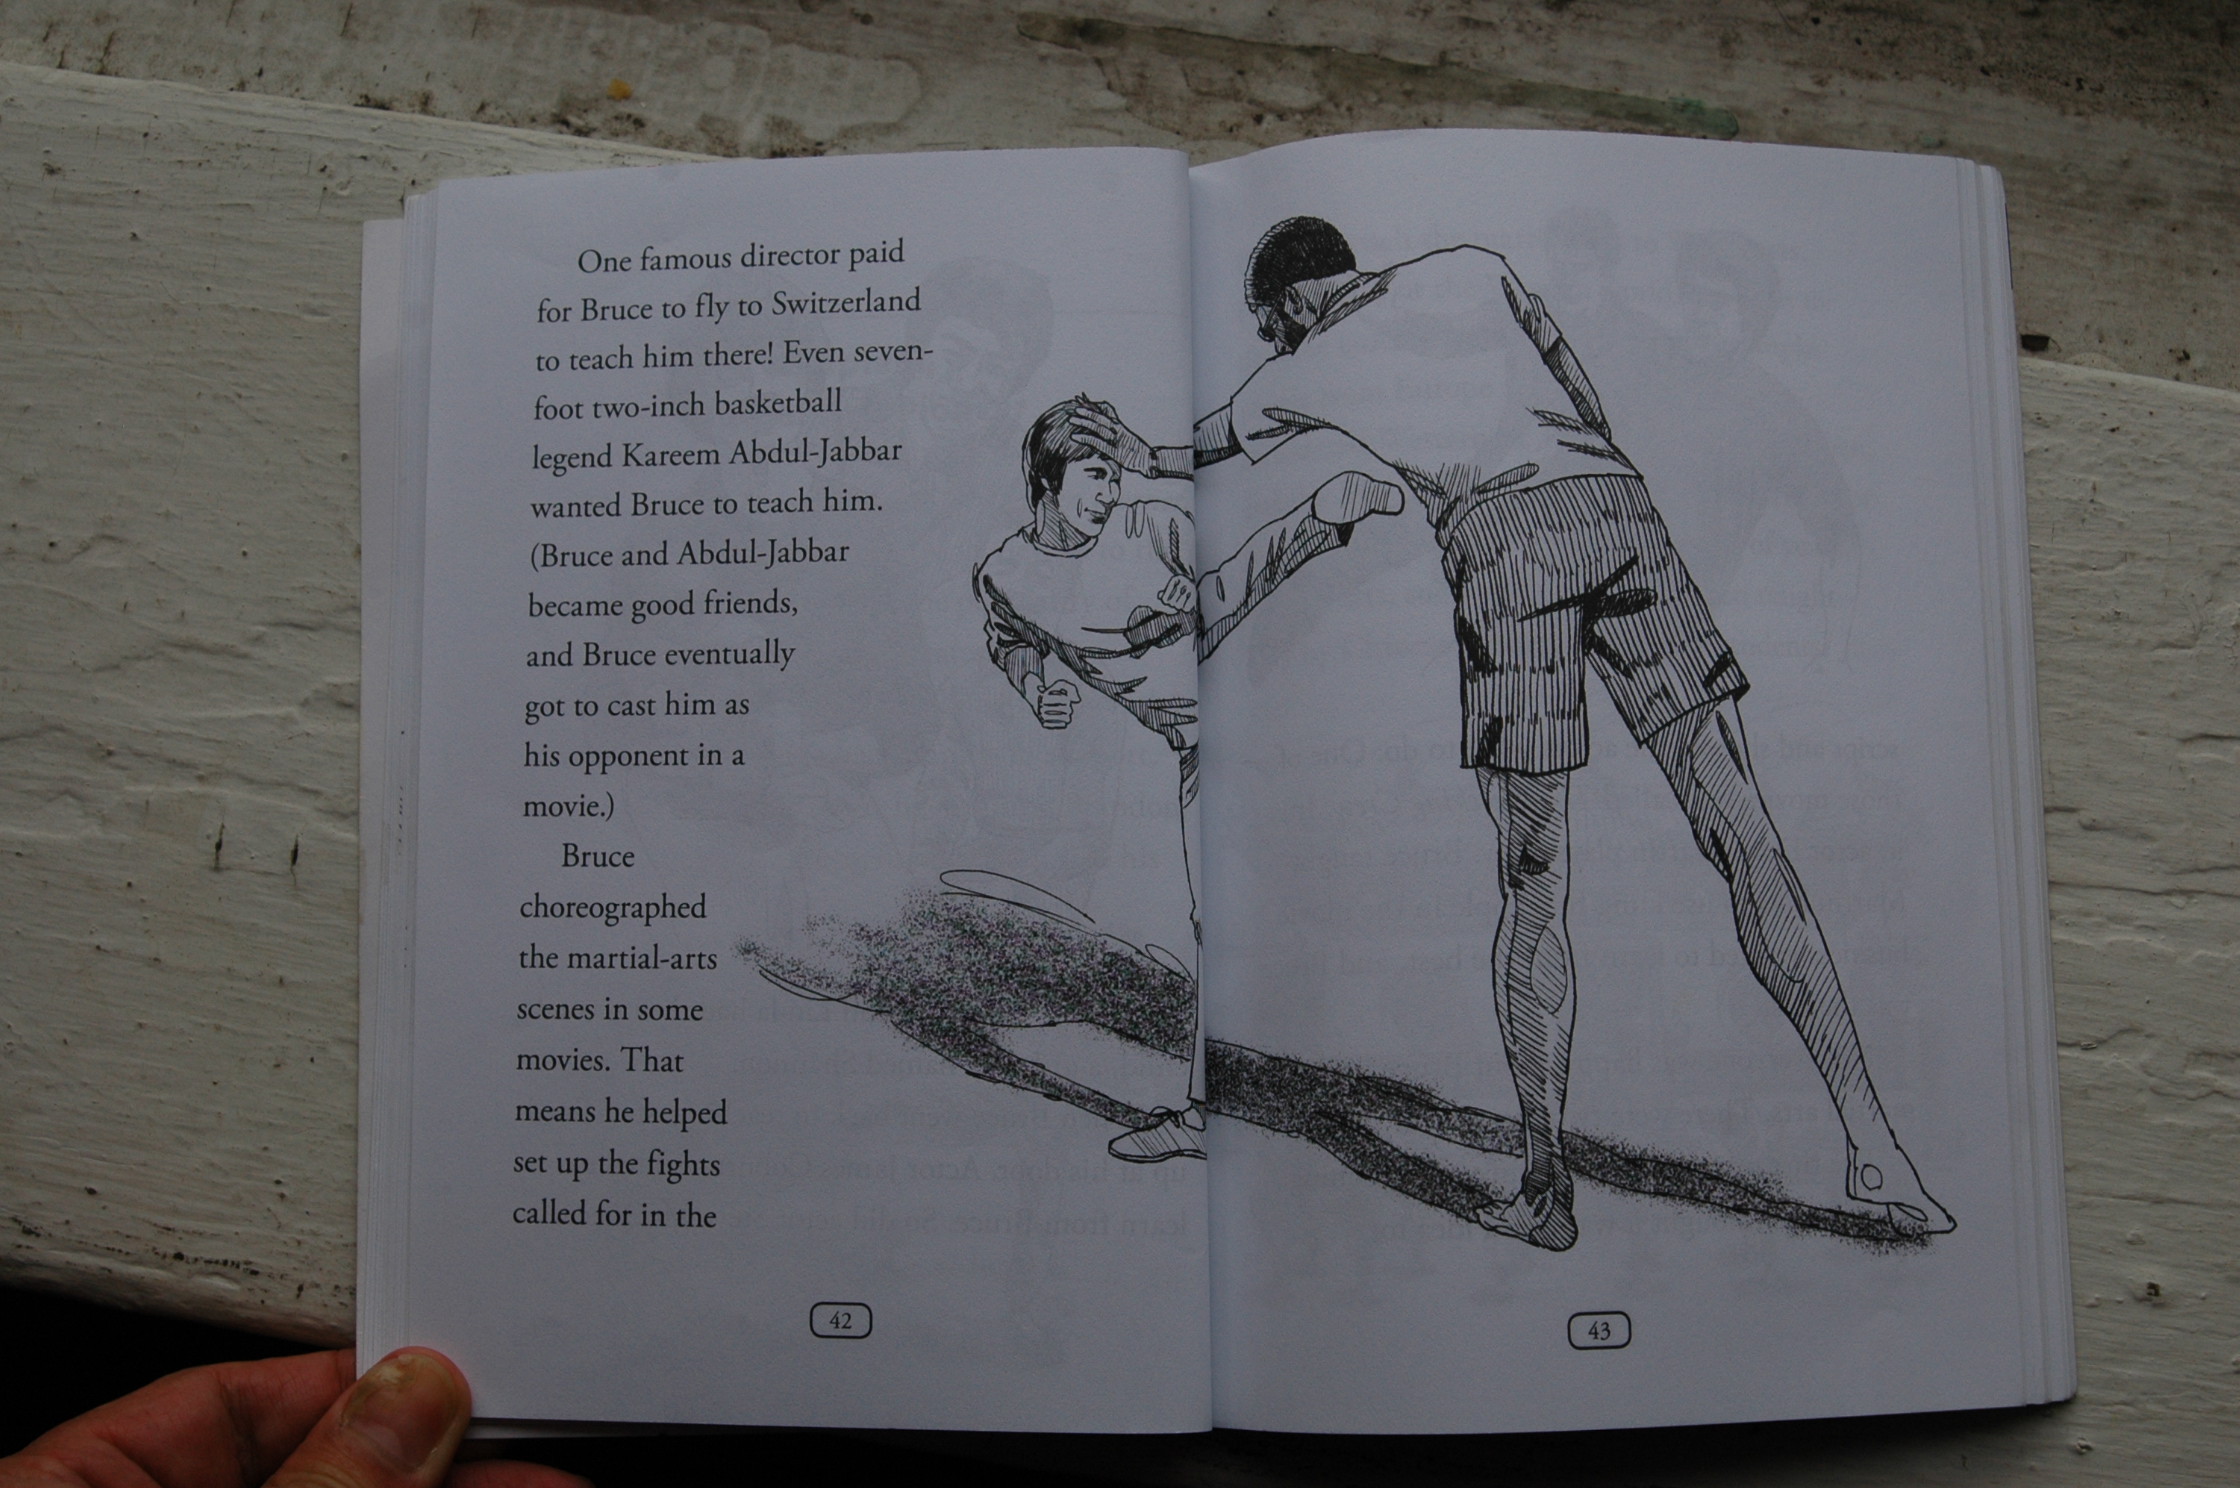 One famous director paid
for Bruce to fly to Switzerland
to teach him there! Even seven-
foot two-inch basketball
legend Kareem Abdul-Jabbar
wanted Bruce to teach him.
(Bruce and Abdul-Jabbar
became good friends,
and Bruce eventually
got to cast him as
his opponent in a
movie.)
Bruce
choreographed
the martial-arts
scenes in some
movies. That
means he helped
set up the fights
called for in the
42
43